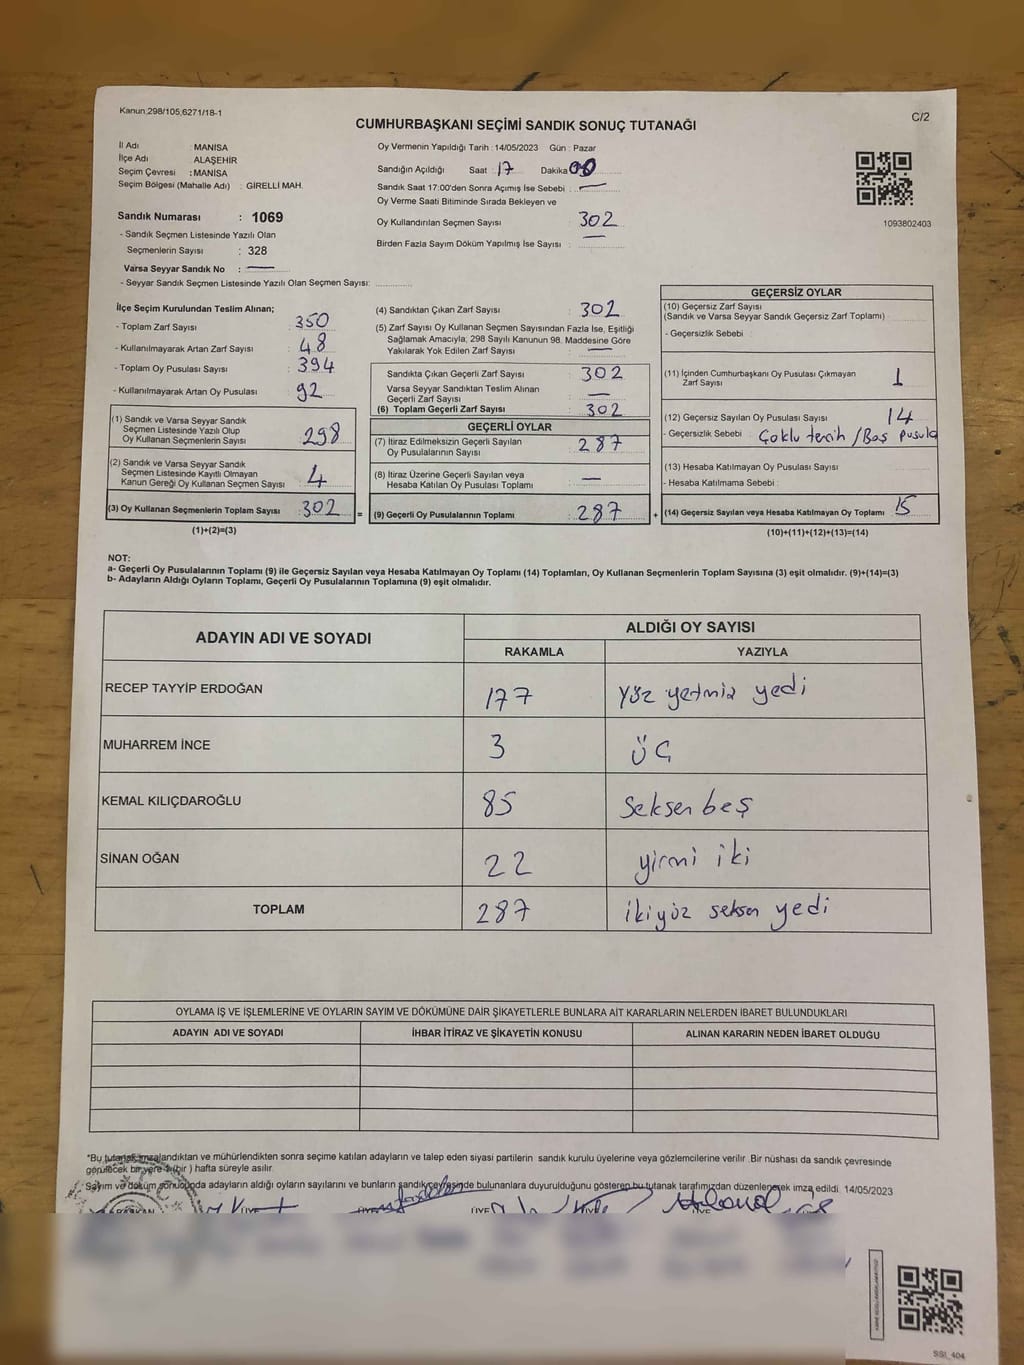 Kanun;298/105,6271/18-1
C/2
CUMHURBAŞKANI SEÇİMİ SANDIK SONUÇ TUTANAĞI
İl Adı : MANİSA
İlçe Adı : ALAŞEHİR
Seçim Çevresi : MANİSA
Seçim Bölgesi (Mahalle Adı) : GİRELLİ MAH.
Sandık Numarası : 1069
- Sandık Seçmen Listesinde Yazılı Olan
Seçmenlerin Sayısı : 328
Varsa Seyyar Sandık No : —
- Seyyar Sandık Seçmen Listesinde Yazılı Olan Seçmen Sayısı:
Oy Vermenin Yapıldığı Tarih : 14/05/2023 Gün : Pazar
Sandığın Açıldığı Saat : 17 Dakika 00
Sandık Saat 17:00'den Sonra Açımış İse Sebebi : —
Oy Verme Saati Bitiminde Sırada Bekleyen ve
Oy Kullandırılan Seçmen Sayısı : 302
Birden Fazla Sayım Döküm Yapılmış İse Sayısı : —
1093802403
İlçe Seçim Kurulundan Teslim Alınan;
- Toplam Zarf Sayısı : 350
- Kullanılmayarak Artan Zarf Sayısı : 48
- Toplam Oy Pusulası Sayısı : 394
- Kullanılmayarak Artan Oy Pusulası : 92
(1) Sandık ve Varsa Seyyar Sandık
Seçmen Listesinde Yazılı Olup
Oy Kullanan Seçmenlerin Sayısı : 298
(2) Sandık ve Varsa Seyyar Sandık
Seçmen Listesinde Kayıtlı Olmayan
Kanun Gereği Oy Kullanan Seçmen Sayısı : 4
(3) Oy Kullanan Seçmenlerin Toplam Sayısı : 302
(1)+(2)=(3)
(4) Sandıktan Çıkan Zarf Sayısı : 302
(5) Zarf Sayısı Oy Kullanan Seçmen Sayısından Fazla İse, Eşitliği
Sağlamak Amacıyla, 298 Sayılı Kanunun 98. Maddesine Göre
Yakılarak Yok Edilen Zarf Sayısı : —
Sandıkta Çıkan Geçerli Zarf Sayısı : 302
Varsa Seyyar Sandıktan Teslim Alınan
Geçerli Zarf Sayısı : —
(6) Toplam Geçerli Zarf Sayısı : 302
GEÇERLİ OYLAR
(7) İtiraz Edilmeksizin Geçerli Sayılan
Oy Pusulalarının Sayısı : 287
(8) İtiraz Üzerine Geçerli Sayılan veya
Hesaba Katılan Oy Pusulası Toplamı : —
= (9) Geçerli Oy Pusulalarının Toplamı : 287
GEÇERSİZ OYLAR
(10) Geçersiz Zarf Sayısı
(Sandık ve Varsa Seyyar Sandık Geçersiz Zarf Toplamı)
- Geçersizlik Sebebi
(11) İçinden Cumhurbaşkanı Oy Pusulası Çıkmayan
Zarf Sayısı 1
(12) Geçersiz Sayılan Oy Pusulası Sayısı 14
- Geçersizlik Sebebi : Çoklu tercih / Boş pusula
(13) Hesaba Katılmayan Oy Pusulası Sayısı
- Hesaba Katılmama Sebebi :
+ (14) Geçersiz Sayılan veya Hesaba Katılmayan Oy Toplamı 15
(10)+(11)+(12)+(13)=(14)
NOT:
a- Geçerli Oy Pusulalarının Toplamı (9) ile Geçersiz Sayılan veya Hesaba Katılmayan Oy Toplamı (14) Toplamları, Oy Kullanan Seçmenlerin Toplam Sayısına (3) eşit olmalıdır. (9)+(14)=(3)
b- Adayların Aldığı Oyların Toplamı, Geçerli Oy Pusulalarının Toplamına (9) eşit olmalıdır.
ADAYIN ADI VE SOYADI ALDIĞI OY SAYISI
RAKAMLA YAZIYLA
RECEP TAYYİP ERDOĞAN 177 Yüz yetmiş yedi
MUHARREM İNCE 3 ÜÇ
KEMAL KILIÇDAROĞLU 85 Seksen beş
SİNAN OĞAN 22 yirmi iki
TOPLAM 287 ikiyüz seksen yedi
OYLAMA İŞ VE İŞLEMLERİNE VE OYLARIN SAYIM VE DÖKÜMÜNE DAİR ŞİKAYETLERLE BUNLARA AİT KARARLARIN NELERDEN İBARET BULUNDUKLARI
ADAYIN ADI VE SOYADI İHBAR İTİRAZ VE ŞİKAYETİN KONUSU ALINAN KARARIN NEDEN İBARET OLDUĞU
"Bu tutanak imzalandıktan ve mühürlendikten sonra seçime katılan adayların ve talep eden siyasi partilerin sandık kurulu üyelerine veya gözlemcilerine verilir. Bir nüshası da sandık çevresinde
görülecek bir yere 1 (bir ) hafta süreyle asılır.
Sayım ve döküm sonucunda adayların aldığı oyların sayılarını ve bunların sandık çevresinde bulunanlara duyurulduğunu gösteren bu tutanak tarafımızdan düzenlenerek imza edildi. 14/05/2023
BAŞKAN ÜYE ÜYE ÜYE ÜYE
SSI_404